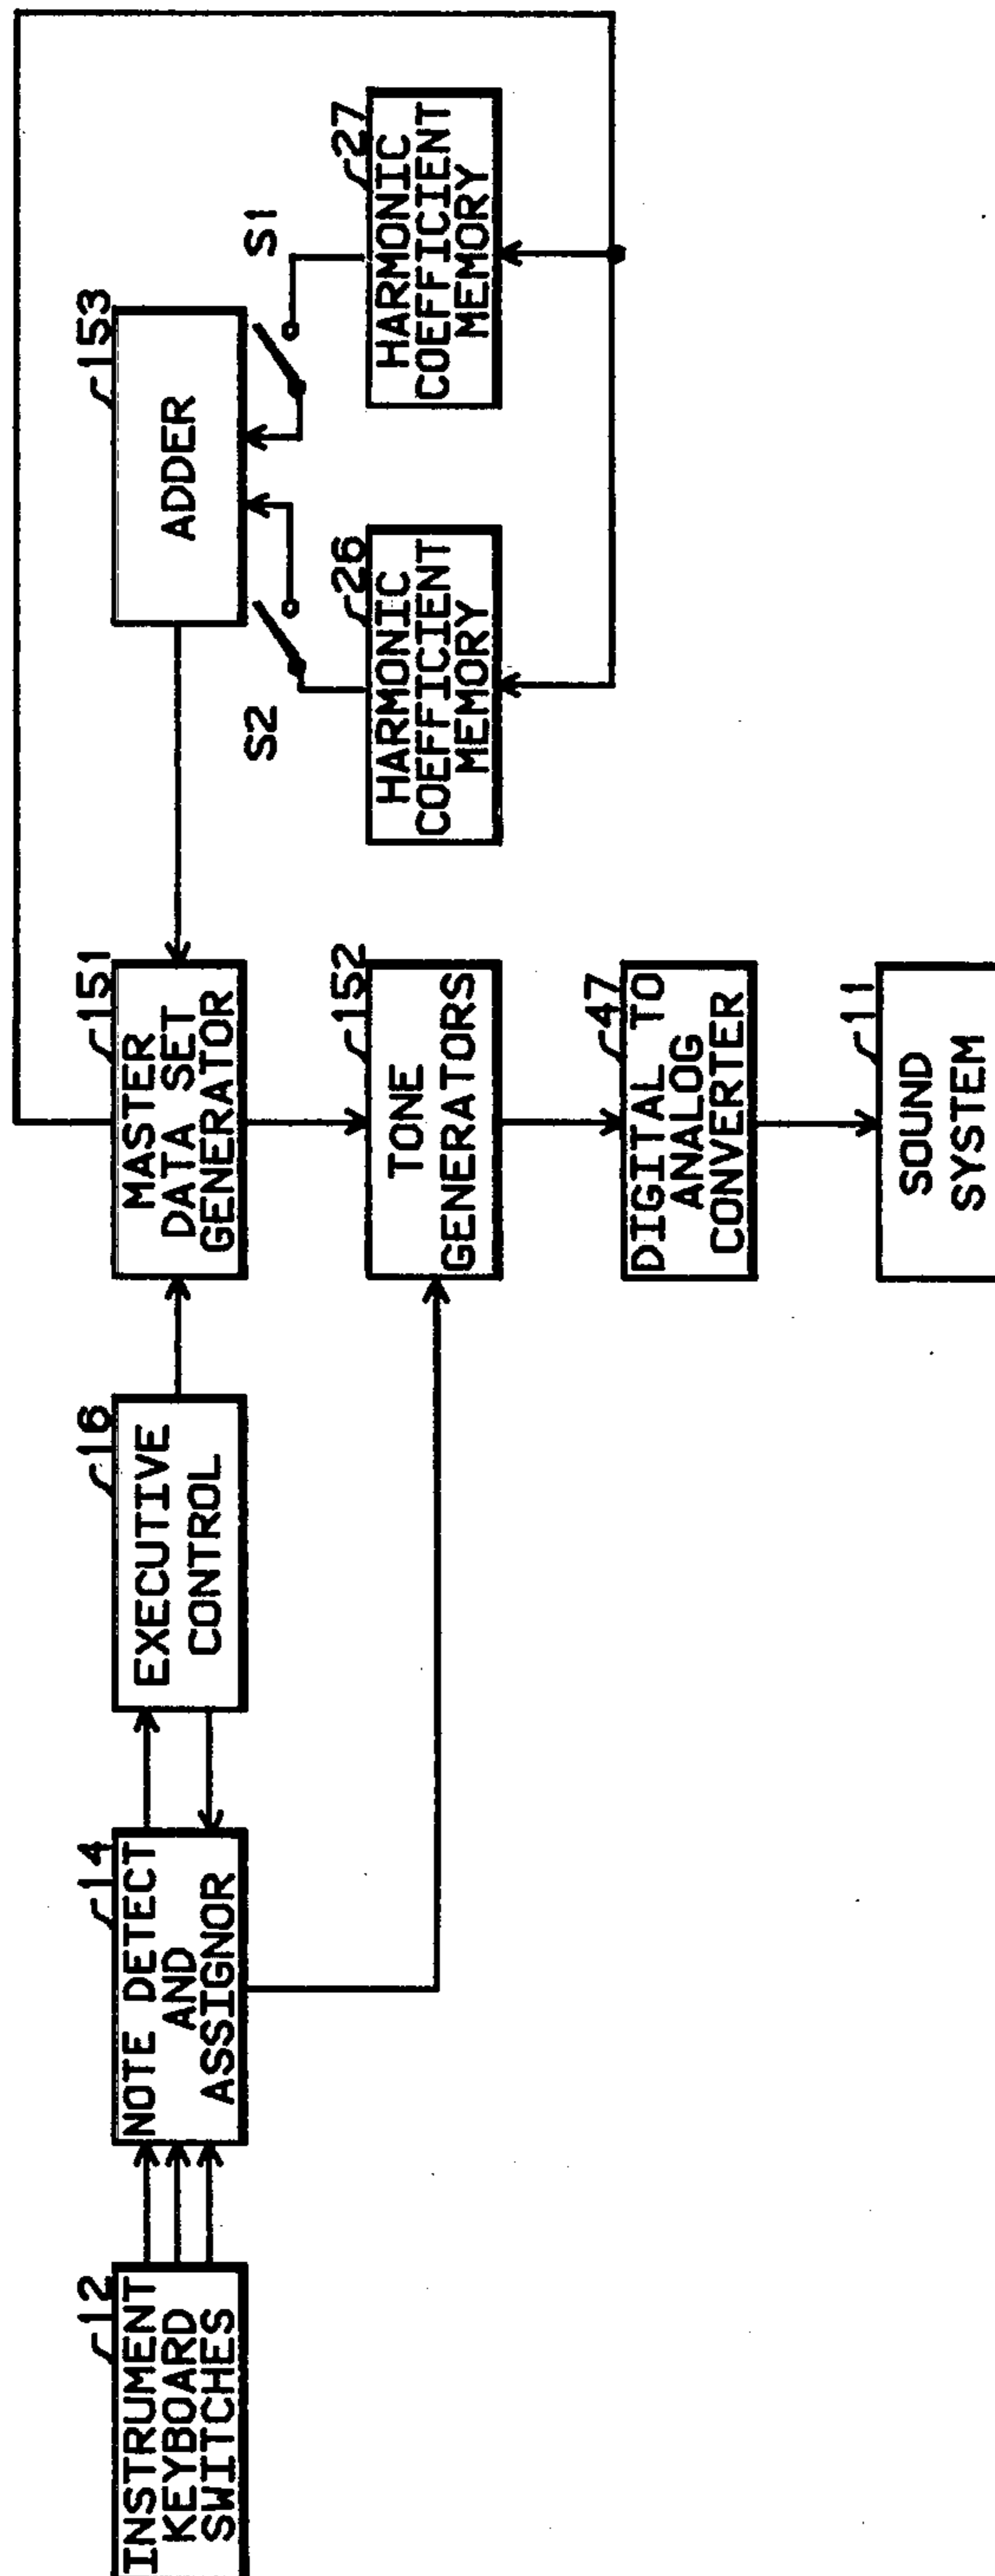 12
INSTRUMENT
KEYBOARD
SWITCHES
14
NOTE DETECT
AND
ASSIGNOR
16
EXECUTIVE
CONTROL
151
MASTER
DATA SET
GENERATOR
153
ADDER
S2
S1
152
TONE
GENERATORS
26
HARMONIC
COEFFICIENT
MEMORY
27
HARMONIC
COEFFICIENT
MEMORY
47
DIGITAL TO
ANALOG
CONVERTER
11
SOUND
SYSTEM